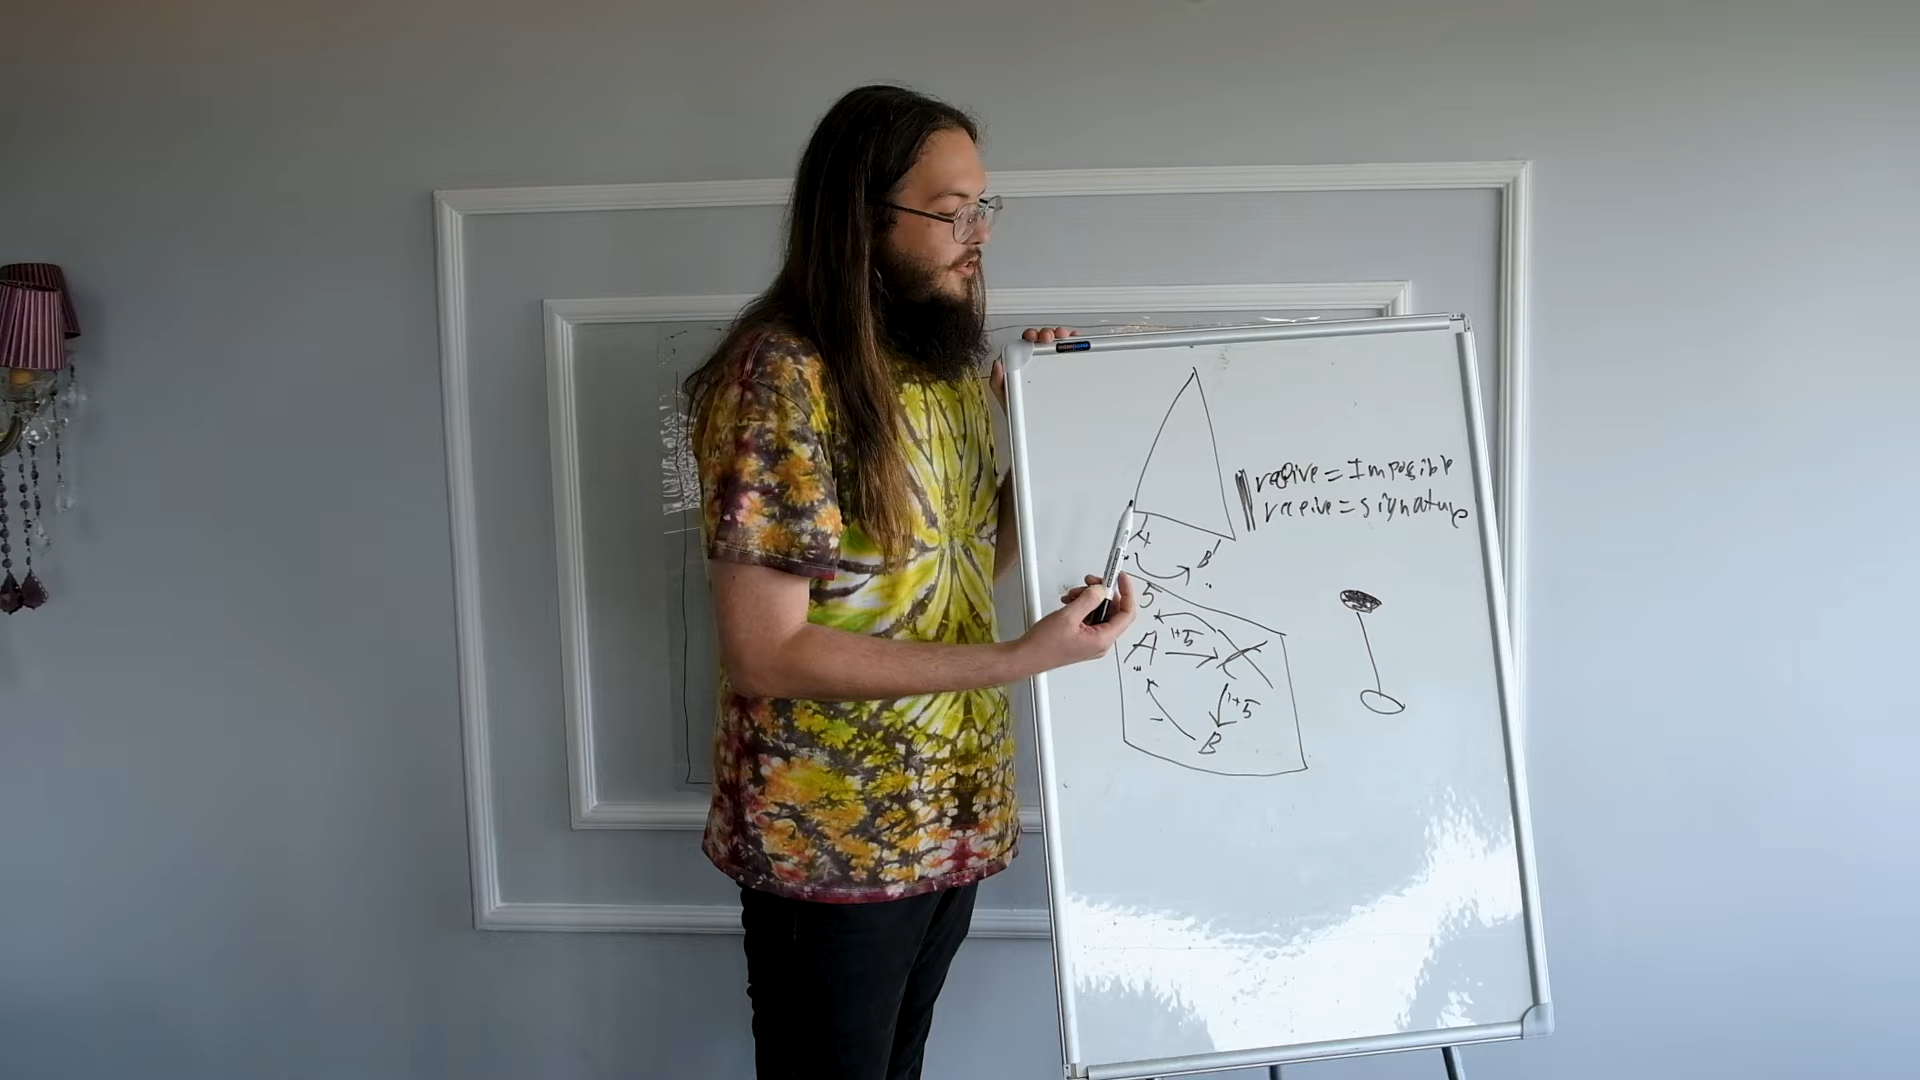 receive = Impossible
receive = signature
A
B
5
A
1+5
X
1+5
B